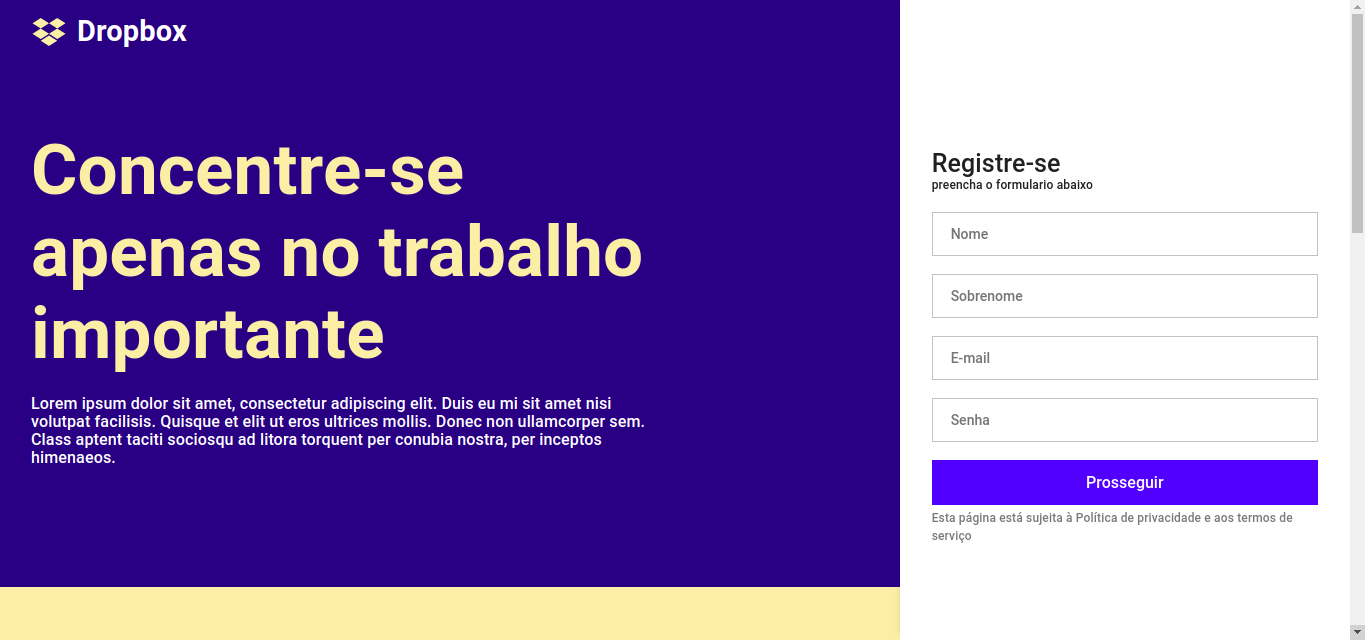 Dropbox
Concentre-se
apenas no trabalho
importante
Lorem ipsum dolor sit amet, consectetur adipiscing elit. Duis eu mi sit amet nisi
volutpat facilisis. Quisque et elit ut eros ultrices mollis. Donec non ullamcorper sem.
Class aptent taciti sociosqu ad litora torquent per conubia nostra, per inceptos
himenaeos.
Registre-se
preencha o formulario abaixo
Nome
Sobrenome
E-mail
Senha
Prosseguir
Esta página está sujeita à Política de privacidade e aos termos de
serviço